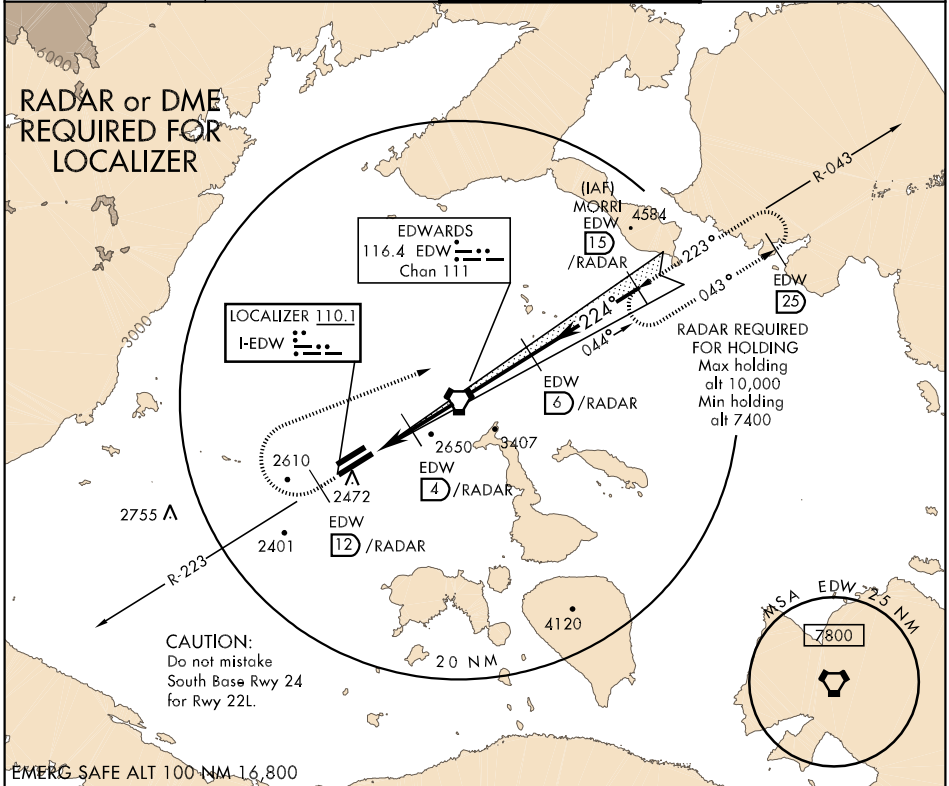 6000
RADAR or DME
REQUIRED FOR
LOCALIZER
R-043
(IAF)
MORRI
EDW
15
/RADAR
4584
EDWARDS
116.4 EDW
Chan 111
223°
043°
EDW
25
224°
044°
LOCALIZER 110.1
I-EDW
3000
RADAR REQUIRED
FOR HOLDING
Max holding
alt 10,000
Min holding
alt 7400
EDW
6 /RADAR
2650
3407
EDW
4 /RADAR
2610
2472
2755
2401
EDW
12 /RADAR
R-223
4120
20 NM
CAUTION:
Do not mistake
South Base Rwy 24
for Rwy 22L.
MSA EDW 25 NM
7800
EMERG SAFE ALT 100 NM 16,800